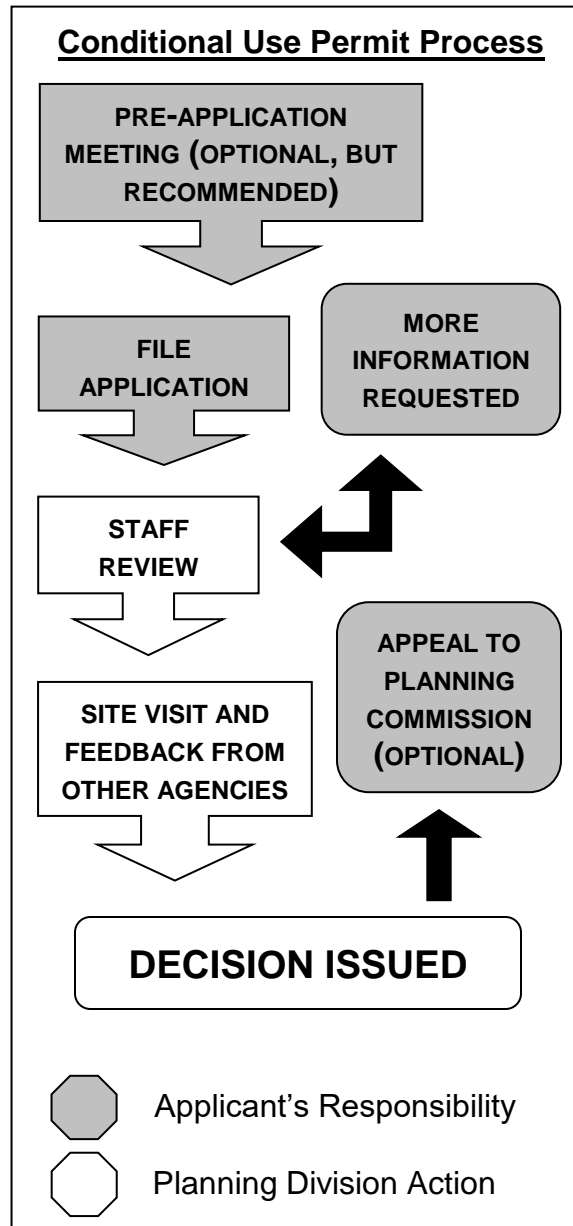 Conditional Use Permit Process
PRE-APPLICATION
MEETING (OPTIONAL, BUT
RECOMMENDED)
FILE
APPLICATION
MORE
INFORMATION
REQUESTED
STAFF
REVIEW
SITE VISIT AND
FEEDBACK FROM
OTHER AGENCIES
APPEAL TO
PLANNING
COMMISSION
(OPTIONAL)
DECISION ISSUED
Applicant's Responsibility
Planning Division Action